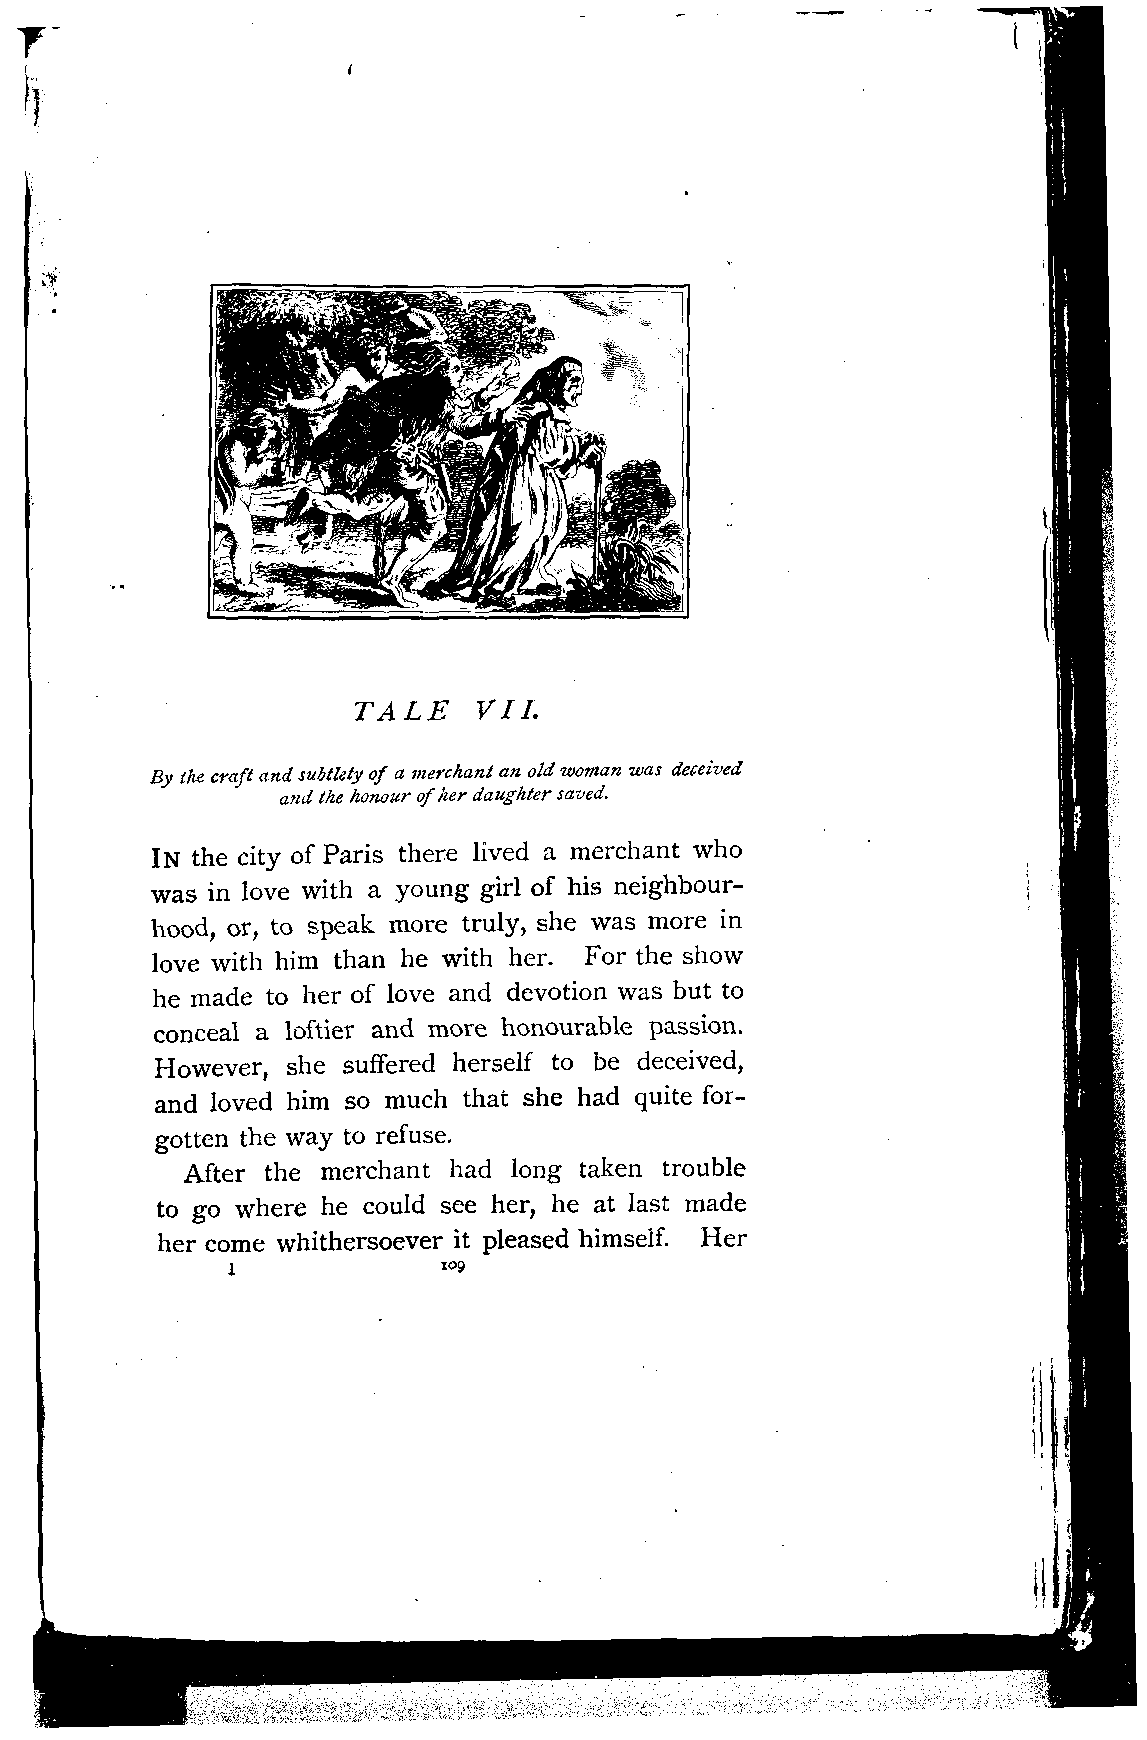 TALE VII.
By the craft and subtlety of a merchant an old woman was deceived
and the honour of her daughter saved.
IN the city of Paris there lived a merchant who
was in love with a young girl of his neighbour-
hood, or, to speak more truly, she was more in
love with him than he with her. For the show
he made to her of love and devotion was but to
conceal a loftier and more honourable passion.
However, she suffered herself to be deceived,
and loved him so much that she had quite for-
gotten the way to refuse.
After the merchant had long taken trouble
to go where he could see her, he at last made
her come whithersoever it pleased himself. Her
1 109